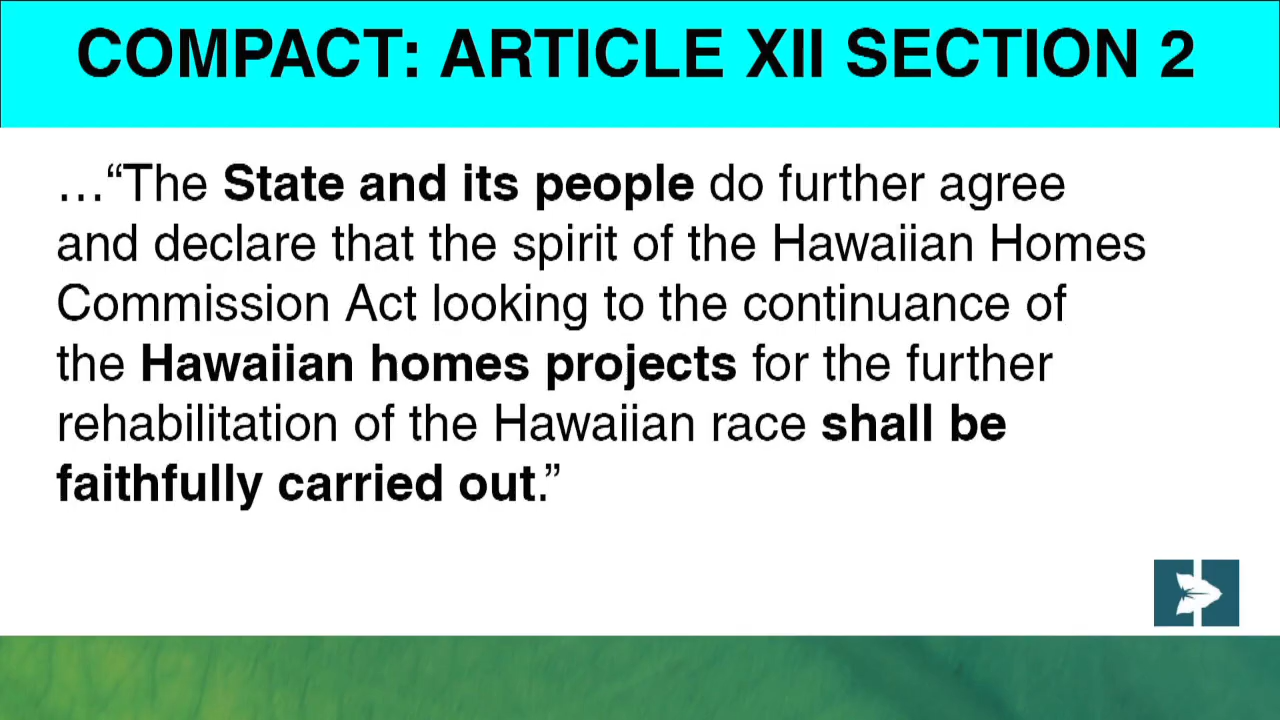 COMPACT: ARTICLE XII SECTION 2
…“The State and its people do further agree
and declare that the spirit of the Hawaiian Homes
Commission Act looking to the continuance of
the Hawaiian homes projects for the further
rehabilitation of the Hawaiian race shall be
faithfully carried out.”